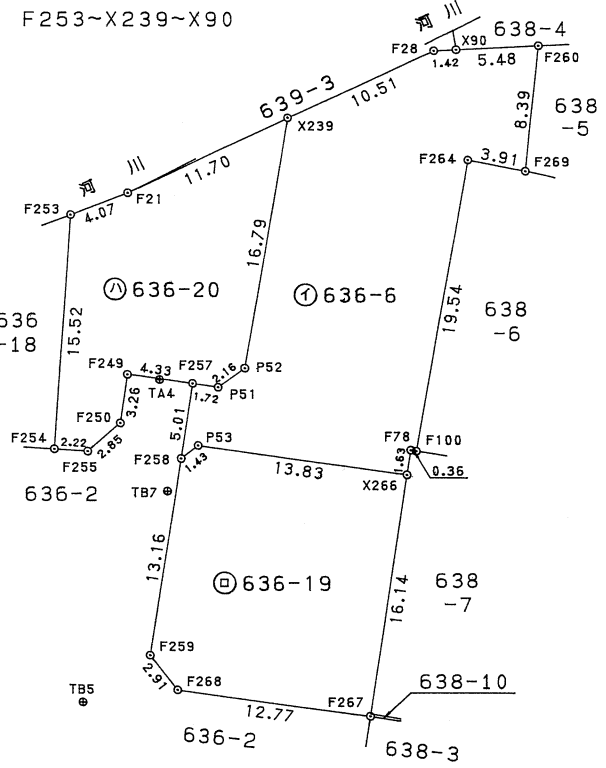 F253~X239~X90
河川
638-4
F28
X90
1.42
5.48
F260
639-3
10.51
X239
8.39
638
-5
河川
11.70
F264
3.91
F269
F253
4.07
F21
16.79
ハ 636-20
イ 636-6
19.54
638
-6
636
-18
15.52
F249
4.33
F257
2.16
P52
TA4
1.72
P51
3.26
F250
5.01
F254
2.22
F255
2.85
P53
F258
1.43
F78
F100
1.63
0.36
13.83
X266
636-2
TB7
13.16
ロ 636-19
16.14
638
-7
F259
2.91
F268
TB5
12.77
F267
638-10
636-2
638-3